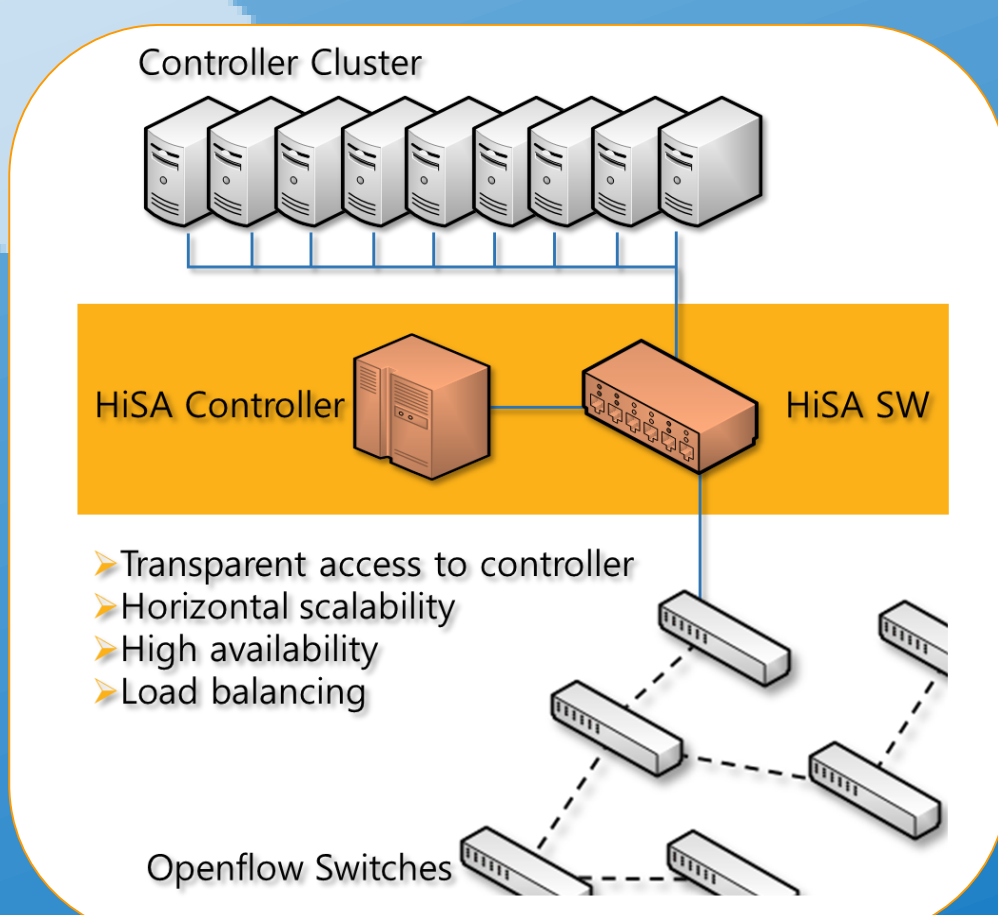 Controller Cluster
HiSA Controller
HiSA SW
Transparent access to controller
Horizontal scalability
High availability
Load balancing
Openflow Switches